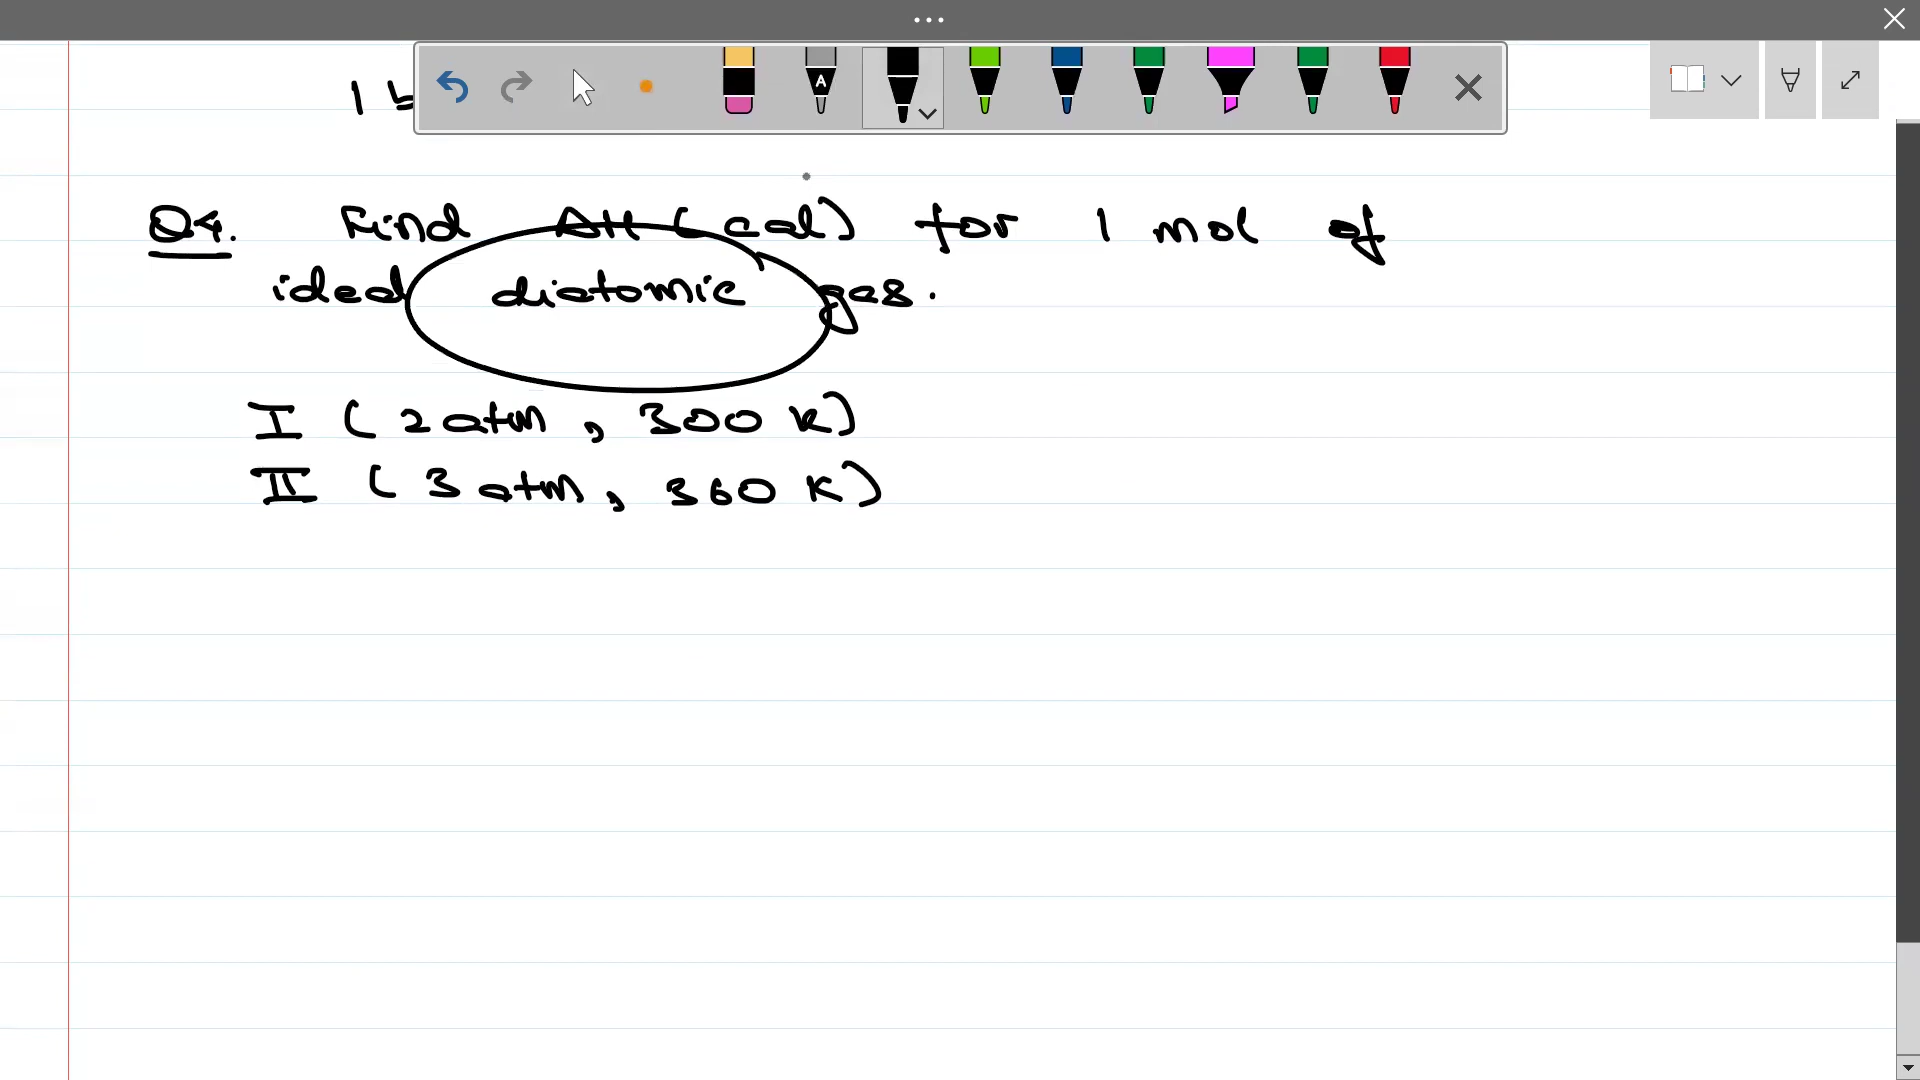 Q4. Find ΔH (cal) for 1 mol of
ideal diatomic gas.
I (2 atm, 300 K)
II (3 atm, 360 K)